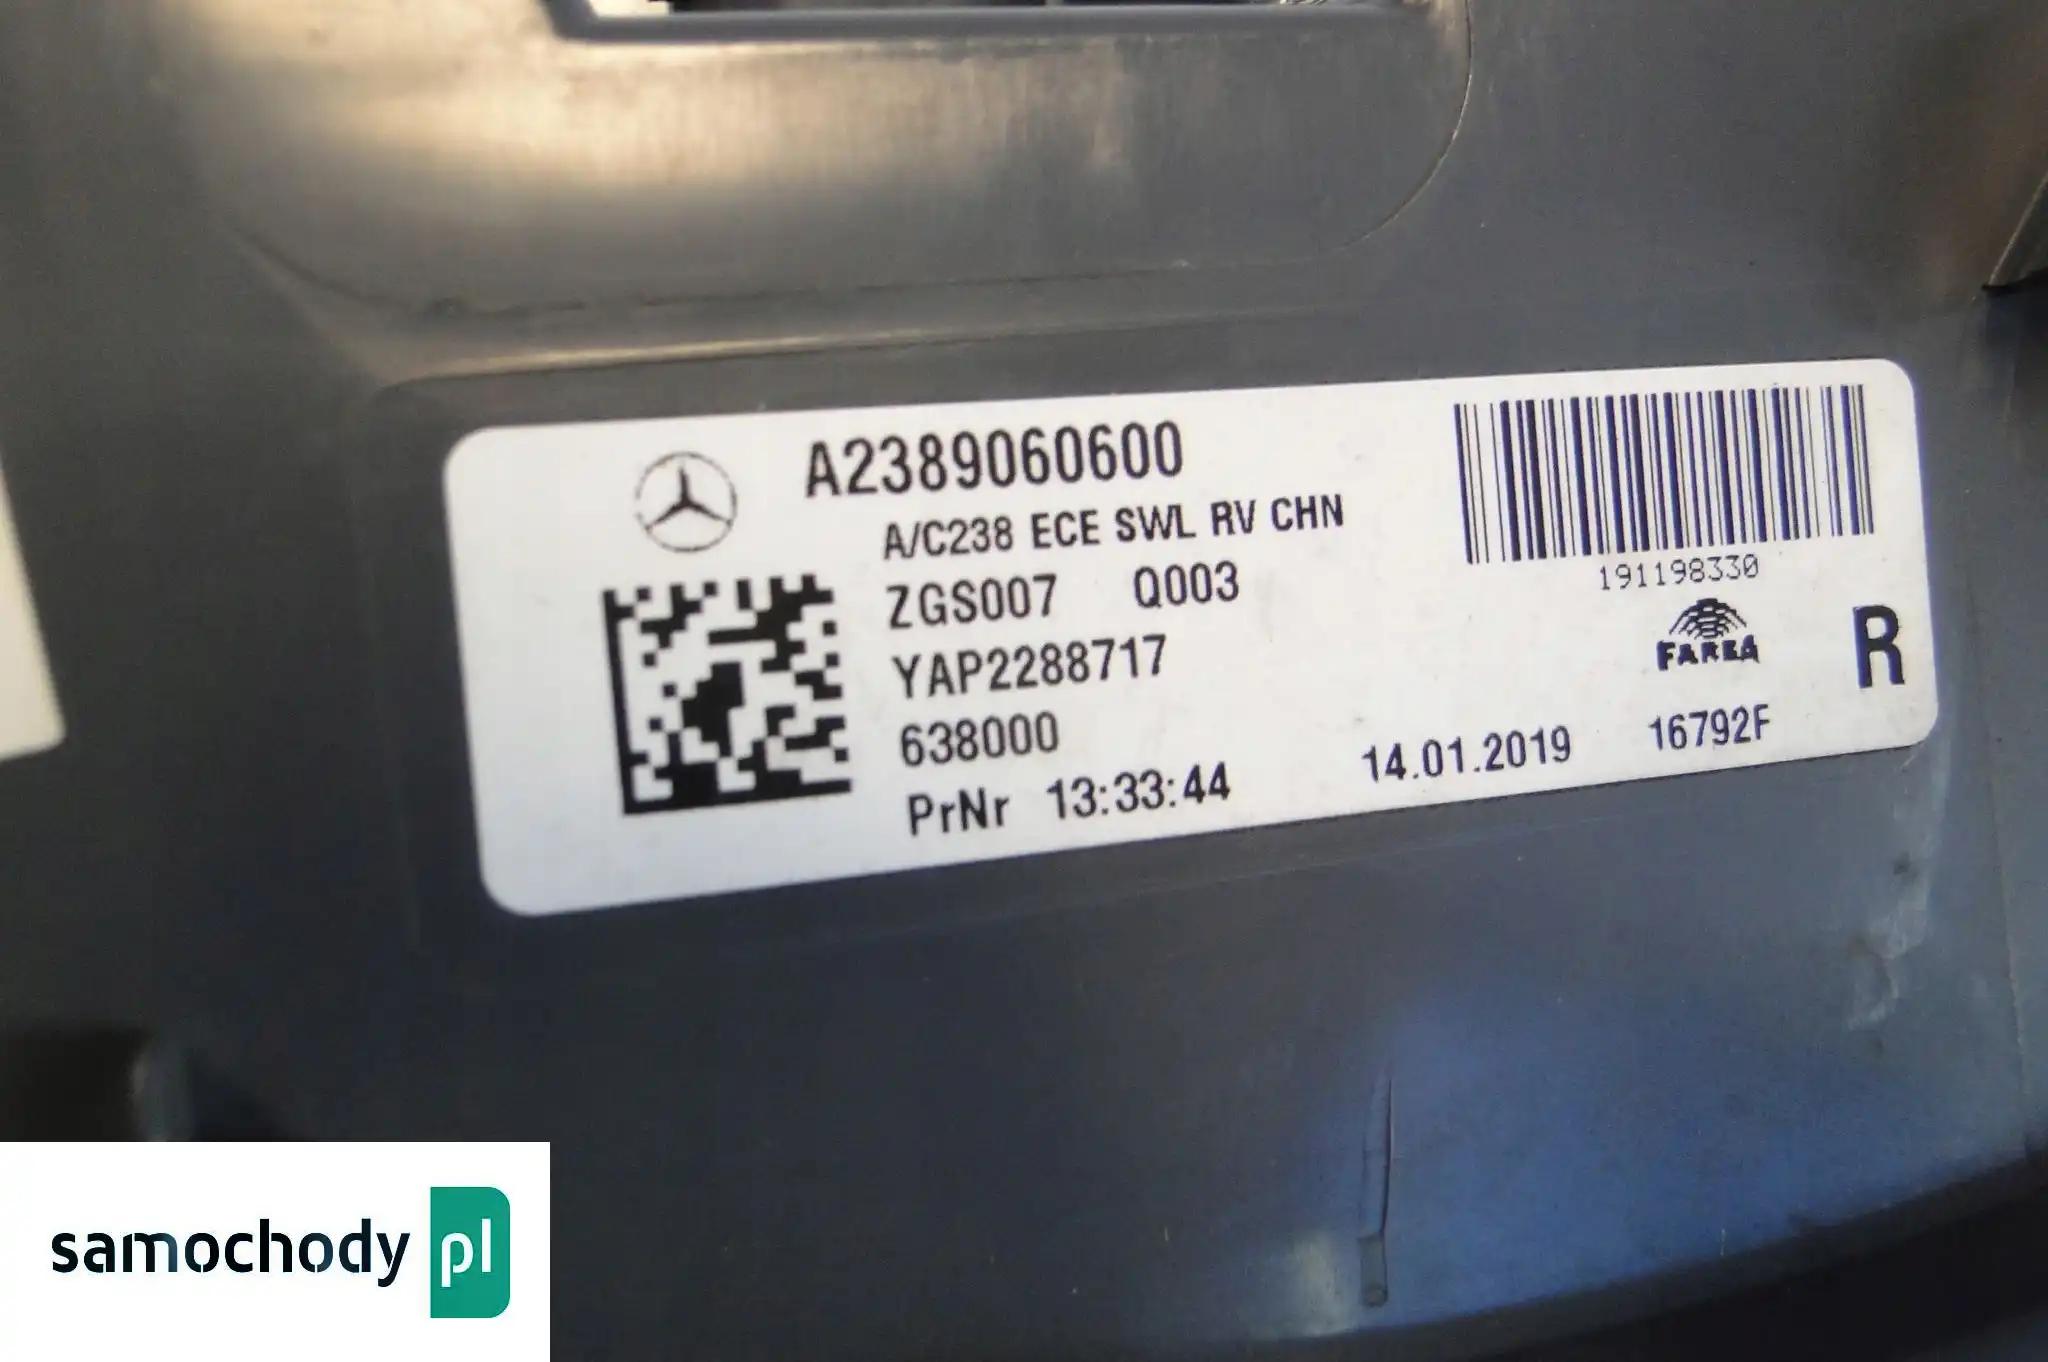 A2389060600
A/C238 ECE SWL RV CHN
ZGS007 Q003
YAP2288717
638000
PrNr 13:33:44
14.01.2019
191198330
FARBA
R
16792F
samochody pl